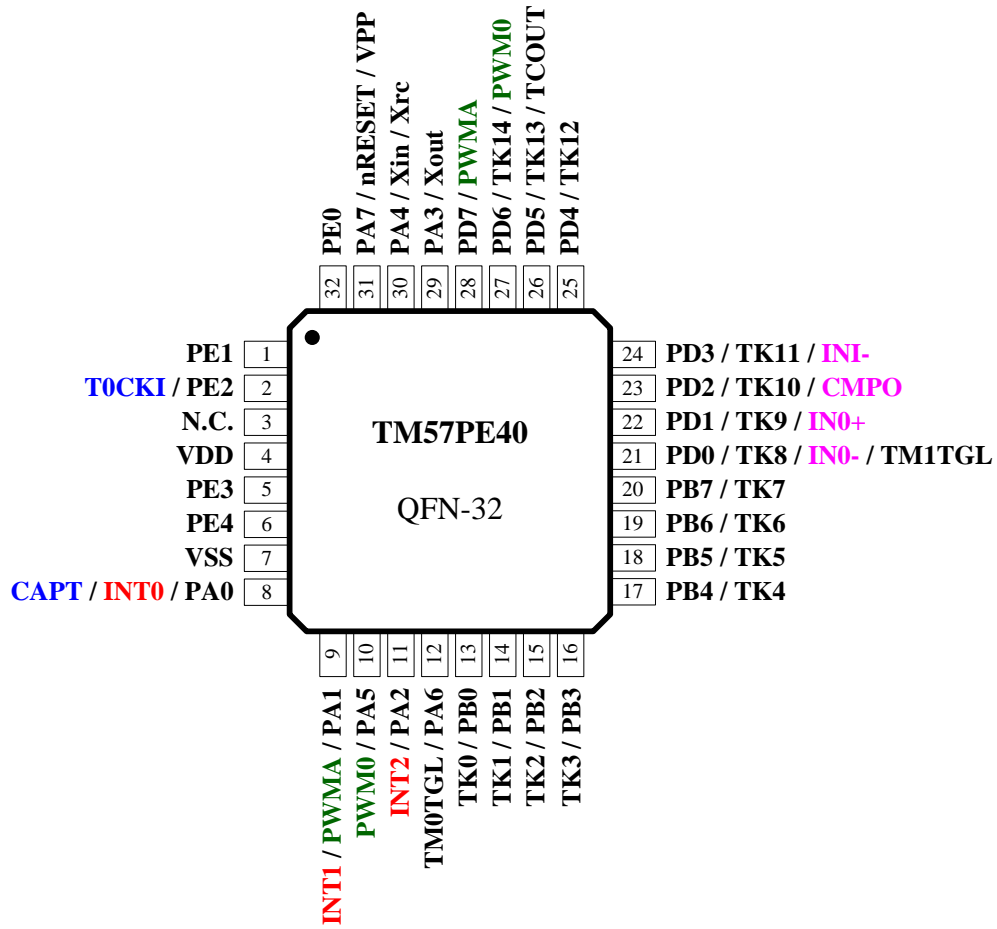 PE0
PA7 / nRESET / VPP
PA4 / Xin / Xrc
PA3 / Xout
PD7 / PWMA
PD6 / TK14 / PWM0
PD5 / TK13 / TCOUT
PD4 / TK12
32
31
30
29
28
27
26
25
PE1 1
T0CKI / PE2 2
N.C. 3
VDD 4
PE3 5
PE4 6
VSS 7
CAPT / INT0 / PA0 8
TM57PE40
QFN-32
24 PD3 / TK11 / INI-
23 PD2 / TK10 / CMPO
22 PD1 / TK9 / IN0+
21 PD0 / TK8 / IN0- / TM1TGL
20 PB7 / TK7
19 PB6 / TK6
18 PB5 / TK5
17 PB4 / TK4
9
10
11
12
13
14
15
16
INT1 / PWMA / PA1
PWM0 / PA5
INT2 / PA2
TM0TGL / PA6
TK0 / PB0
TK1 / PB1
TK2 / PB2
TK3 / PB3